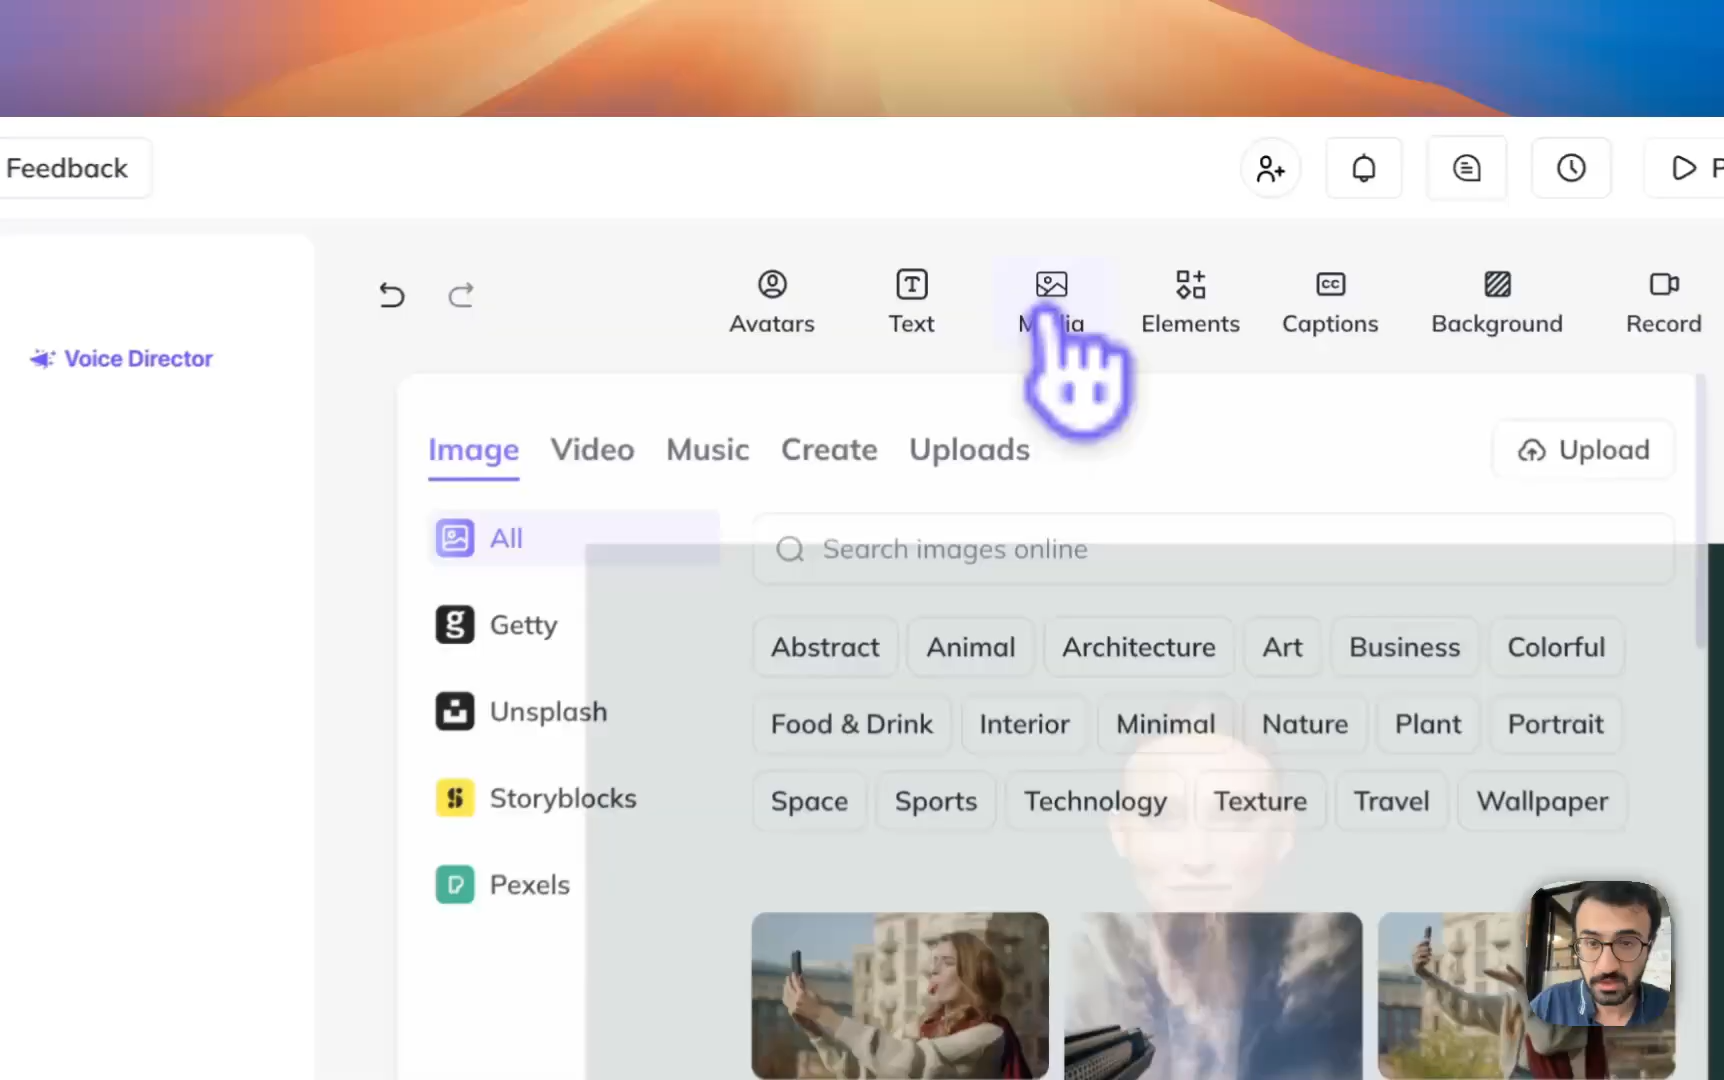 Feedback
P
Avatars
Text
Elements
Captions
Background
Record
Voice Director
Image
Video
Music
Create
Uploads
Upload
All
Search images online
Getty
Abstract
Animal
Architecture
Art
Business
Colorful
Unsplash
Food & Drink
Interior
Minimal
Nature
Plant
Portrait
Storyblocks
Space
Sports
Technology
Texture
Travel
Wallpaper
Pexels